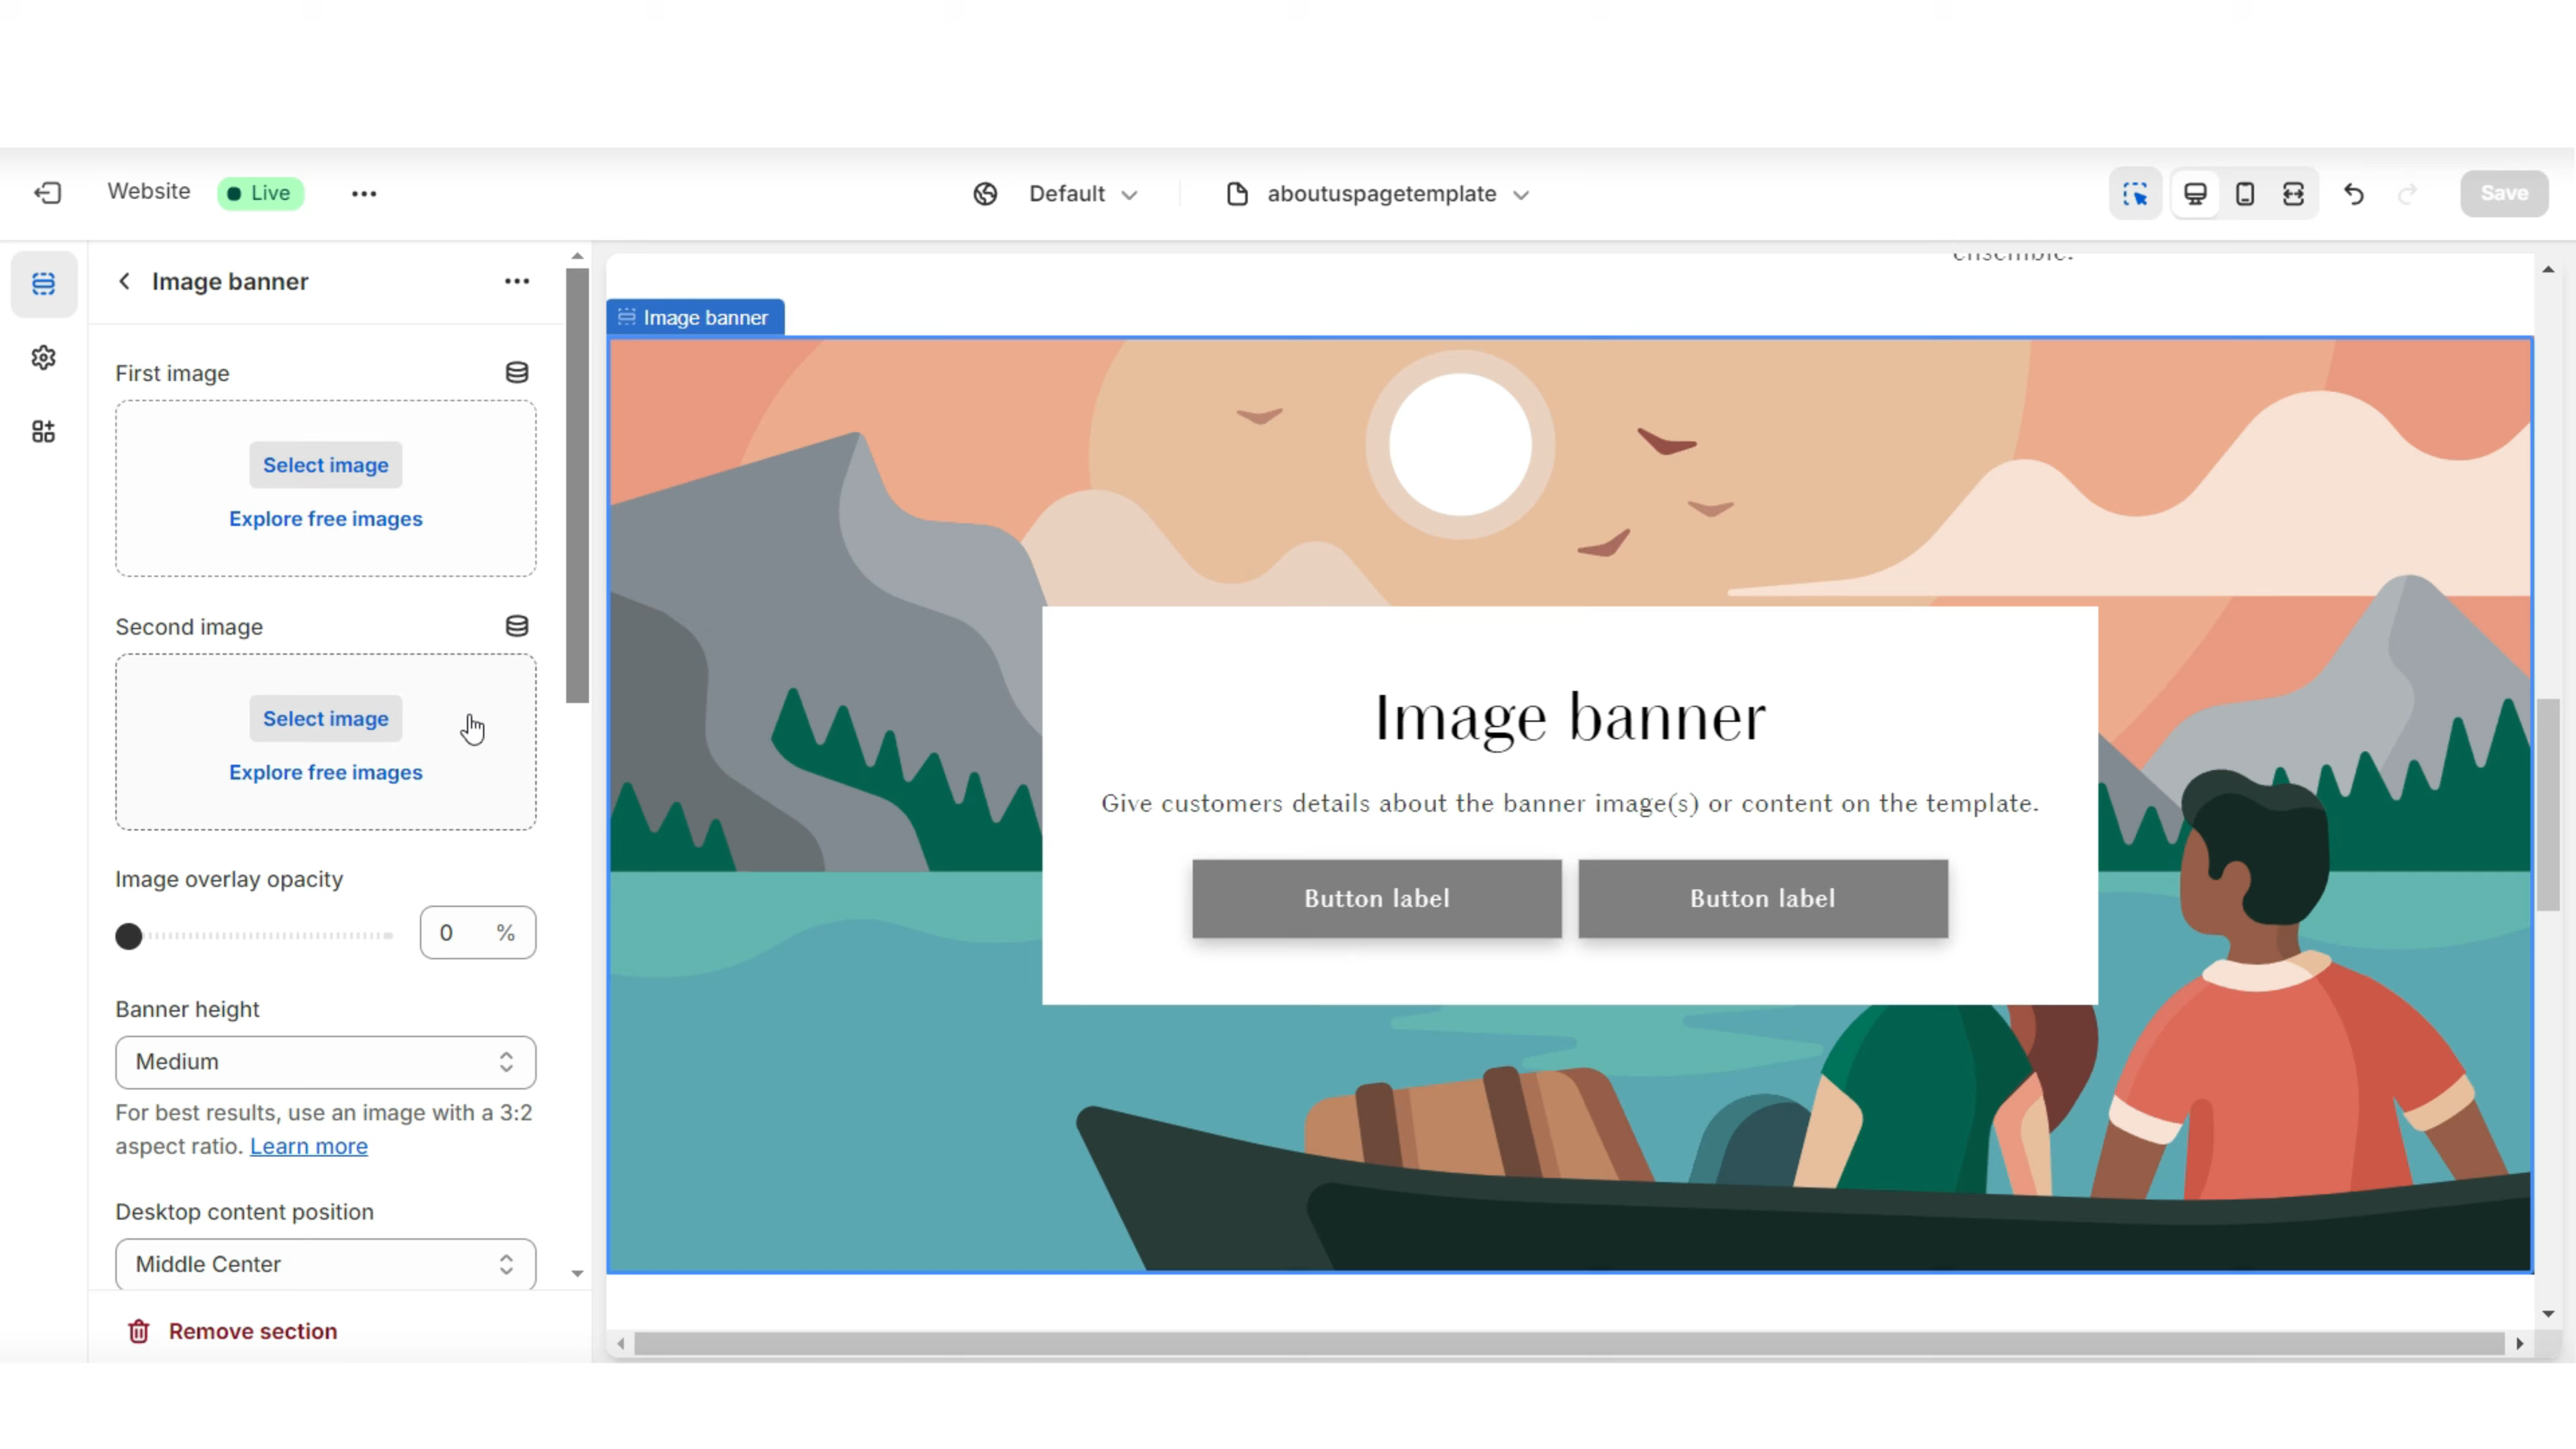 Website
Live
Default
aboutuspagetemplate
Save
Image banner
First image
Select image
Explore free images
Second image
Select image
Explore free images
Image overlay opacity
0 %
Banner height
Medium
For best results, use an image with a 3:2
aspect ratio. Learn more
Desktop content position
Middle Center
Remove section
ensemble.
Image banner
Image banner
Give customers details about the banner image(s) or content on the template.
Button label
Button label